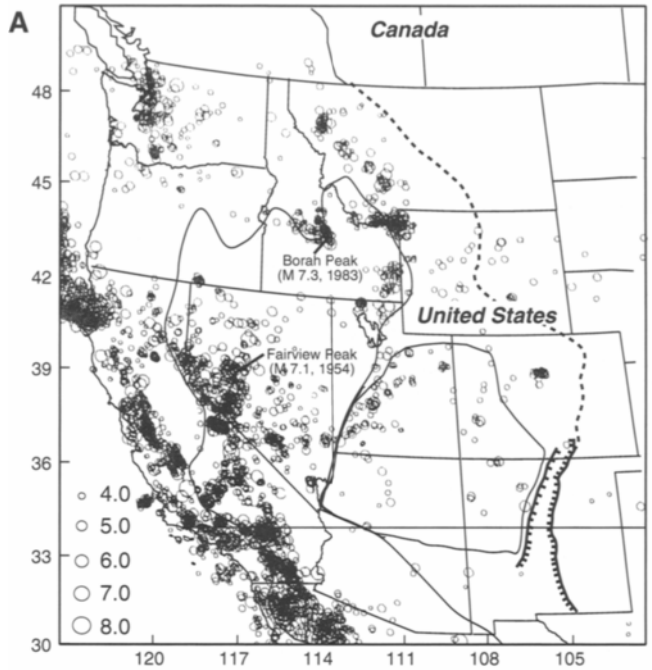 A
Canada
48
45
Borah Peak
(M 7.3, 1983)
42
United States
Fairview Peak
(M 7.1, 1954)
39
36
4.0
5.0
33
6.0
7.0
8.0
30
120
117
114
111
108
105